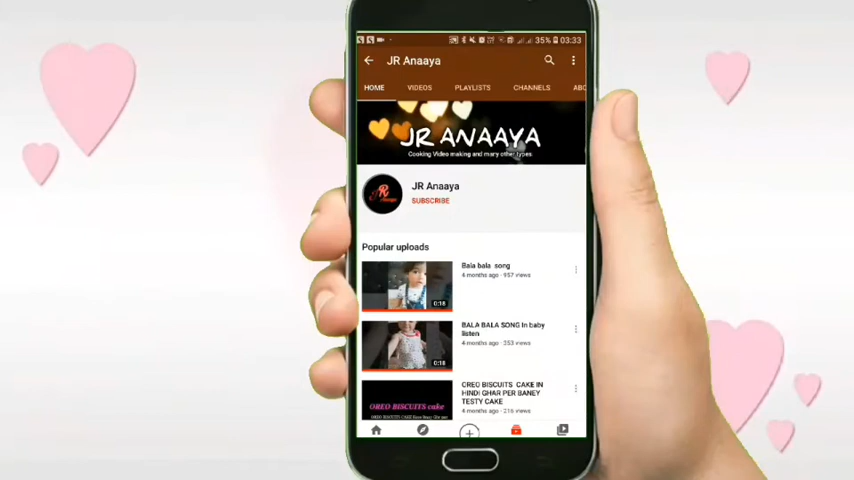 35% 03:33
JR Anaaya
HOME VIDEOS PLAYLISTS CHANNELS ABO
JR ANAAYA
Cooking Video making and many other types.
JR Anaaya
SUBSCRIBE
Popular uploads
Bala bala song
4 months ago · 957 views
0:18
BALA BALA SONG In baby
listen
4 months ago · 253 views
0:18
OREO BISCUITS CAKE IN
HINDI GHAR PER BANEY
TESTY CAKE
4 months ago · 216 views
OREO BISCUITS cake